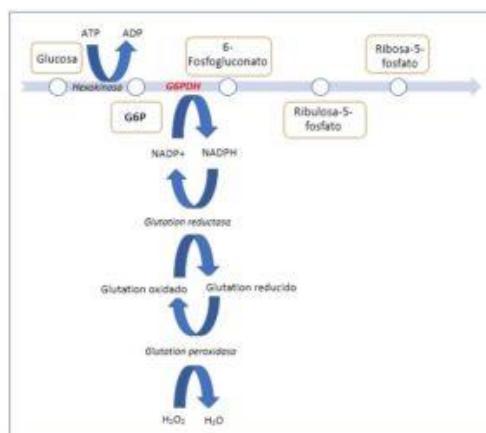 ATP ADP
Glucosa
6-
Fosfogluconato
Ribosa-5-
fosfato
Hexokinasa
G6PDH
G6P
Ribulosa-5-
fosfato
NADP+ NADPH
Glutation reductasa
Glutation oxidado Glutation reducido
Glutation peroxidasa
H₂O₂ H₂O